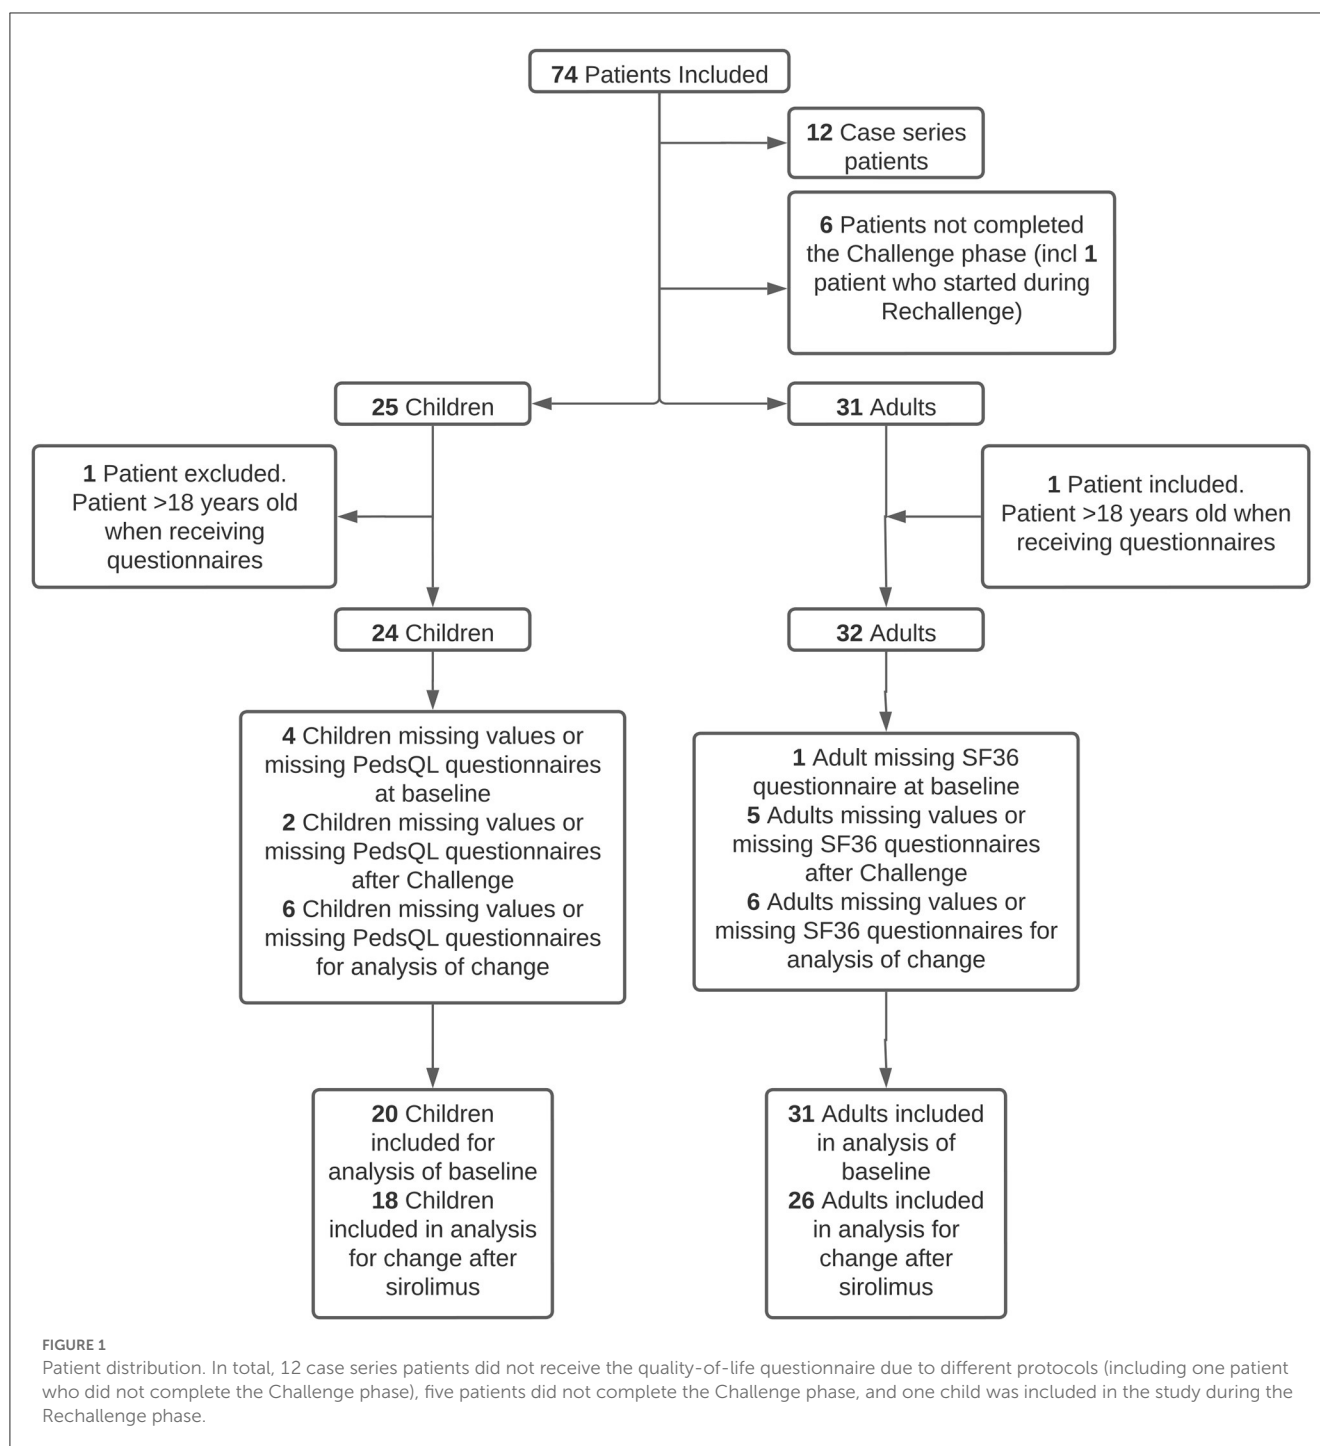 74 Patients Included
12 Case series
patients
6 Patients not completed
the Challenge phase (incl 1
patient who started during
Rechallenge)
25 Children
31 Adults
1 Patient excluded.
Patient >18 years old
when receiving
questionnaires
1 Patient included.
Patient >18 years old when
receiving questionnaires
24 Children
32 Adults
4 Children missing values or
missing PedsQL questionnaires
at baseline
2 Children missing values or
missing PedsQL questionnaires
after Challenge
6 Children missing values or
missing PedsQL questionnaires
for analysis of change
1 Adult missing SF36
questionnaire at baseline
5 Adults missing values or
missing SF36 questionnaires
after Challenge
6 Adults missing values or
missing SF36 questionnaires for
analysis of change
20 Children
included for
analysis of baseline
18 Children
included in analysis
for change after
sirolimus
31 Adults included
in analysis of
baseline
26 Adults included
in analysis for
change after
sirolimus
FIGURE 1
Patient distribution. In total, 12 case series patients did not receive the quality-of-life questionnaire due to different protocols (including one patient
who did not complete the Challenge phase), five patients did not complete the Challenge phase, and one child was included in the study during the
Rechallenge phase.